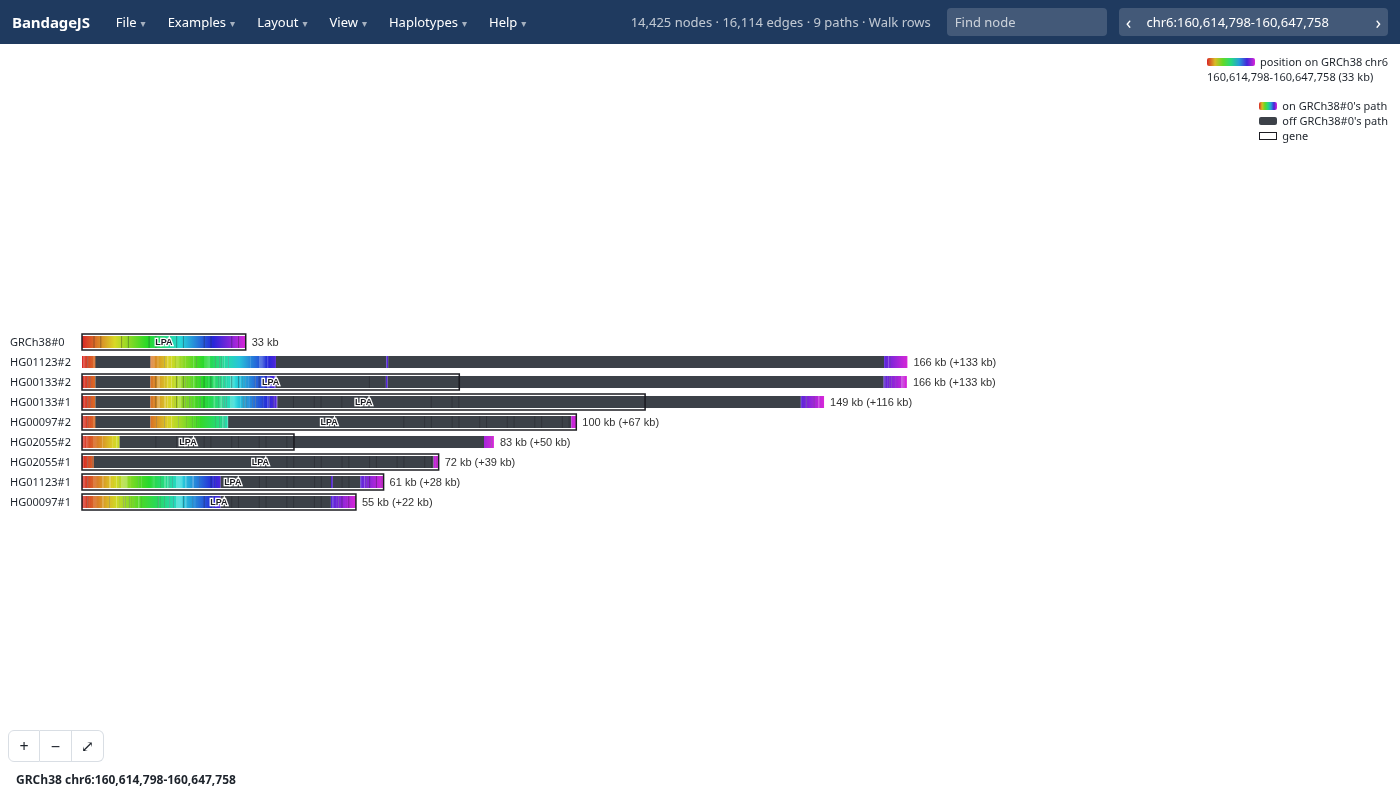 BandageJS File ▾ Examples ▾ Layout ▾ View ▾ Haplotypes ▾ Help ▾ 14,425 nodes · 16,114 edges · 9 paths · Walk rows Find node ‹ chr6:160,614,798-160,647,758 ›
position on GRCh38 chr6
160,614,798-160,647,758 (33 kb)
on GRCh38#0's path
off GRCh38#0's path
gene
GRCh38#0 LPA 33 kb
HG01123#2 166 kb (+133 kb)
HG00133#2 LPA 166 kb (+133 kb)
HG00133#1 LPA 149 kb (+116 kb)
HG00097#2 LPA 100 kb (+67 kb)
HG02055#2 LPA 83 kb (+50 kb)
HG02055#1 LPA 72 kb (+39 kb)
HG01123#1 LPA 61 kb (+28 kb)
HG00097#1 LPA 55 kb (+22 kb)
+ − ⤢
GRCh38 chr6:160,614,798-160,647,758